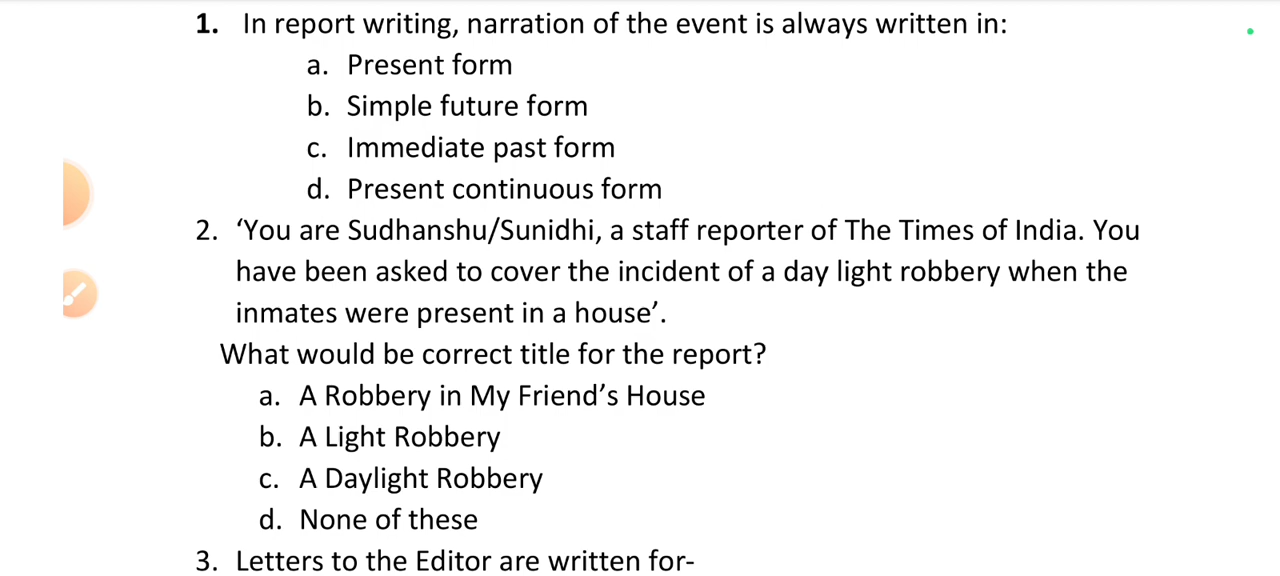 1. In report writing, narration of the event is always written in:
a. Present form
b. Simple future form
c. Immediate past form
d. Present continuous form
2. ‘You are Sudhanshu/Sunidhi, a staff reporter of The Times of India. You
have been asked to cover the incident of a day light robbery when the
inmates were present in a house’.
What would be correct title for the report?
a. A Robbery in My Friend’s House
b. A Light Robbery
c. A Daylight Robbery
d. None of these
3. Letters to the Editor are written for-